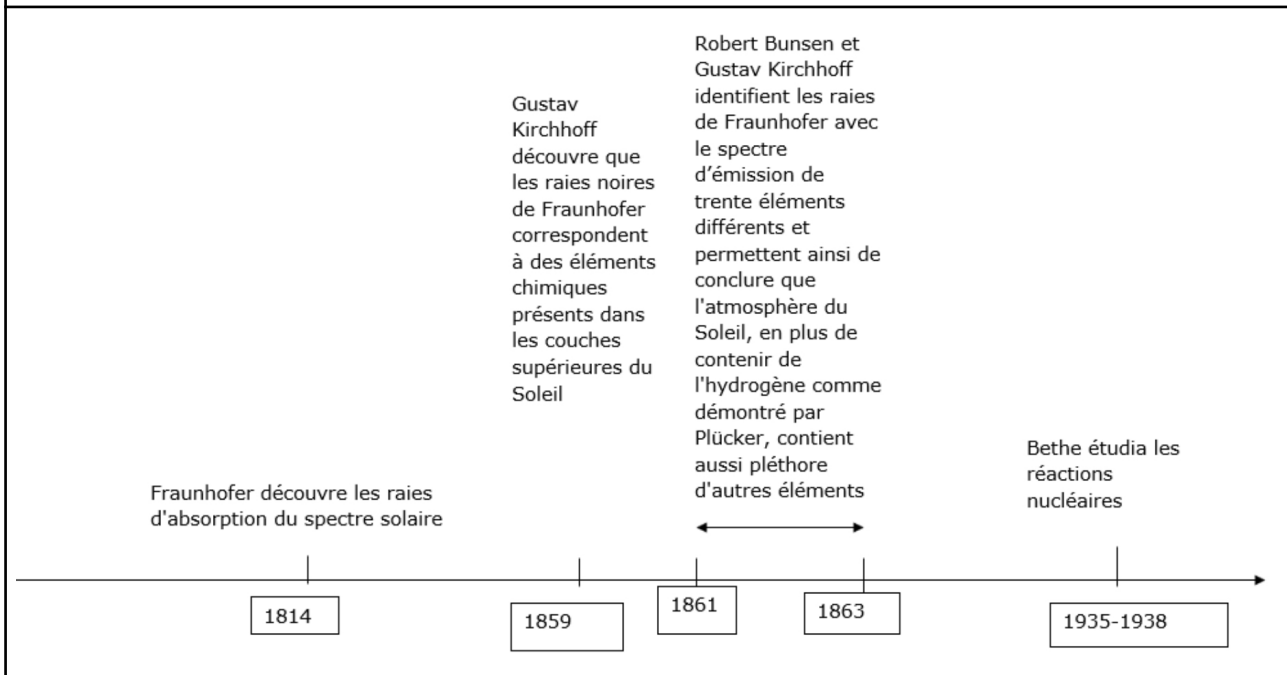 Fraunhofer découvre les raies
d'absorption du spectre solaire
1814
Gustav
Kirchhoff
découvre que
les raies noires
de Fraunhofer
correspondent
à des éléments
chimiques
présents dans
les couches
supérieures du
Soleil
1859
Robert Bunsen et
Gustav Kirchhoff
identifient les raies
de Fraunhofer avec
le spectre
d’émission de
trente éléments
différents et
permettent ainsi de
conclure que
l'atmosphère du
Soleil, en plus de
contenir de
l'hydrogène comme
démontré par
Plücker, contient
aussi pléthore
d'autres éléments
1861
1863
Bethe étudia les
réactions
nucléaires
1935-1938